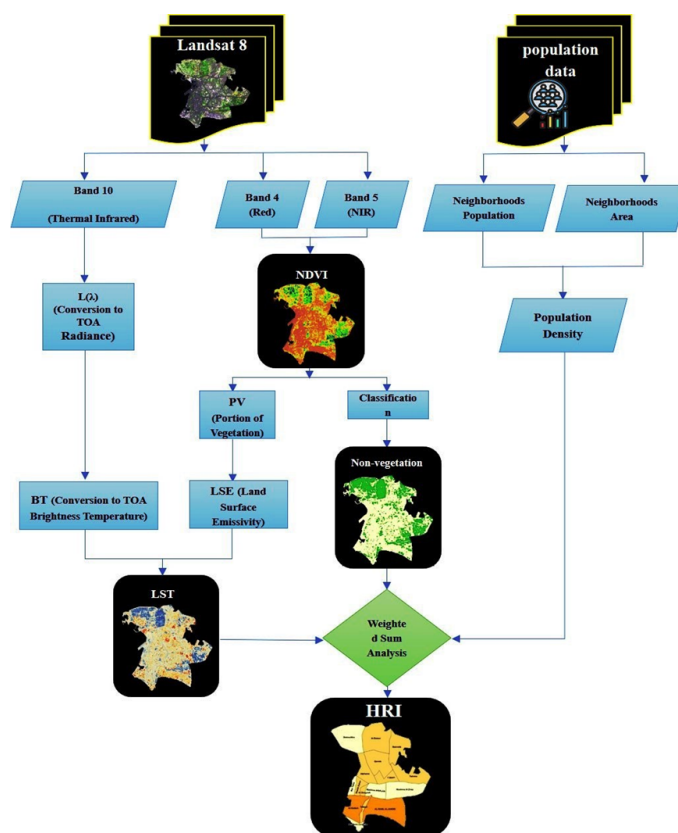 Landsat 8
population
data
Band 10
(Thermal Infrared)
Band 4
(Red)
Band 5
(NIR)
Neighborhoods
Population
Neighborhoods
Area
NDVI
L(λ)
(Conversion to
TOA
Radiance)
Population
Density
PV
(Portion of
Vegetation)
Classificatio
n
Non-vegetation
BT (Conversion to TOA
Brightness Temperature)
LSE (Land
Surface
Emissivity)
LST
Weighte
d Sum
Analysis
HRI